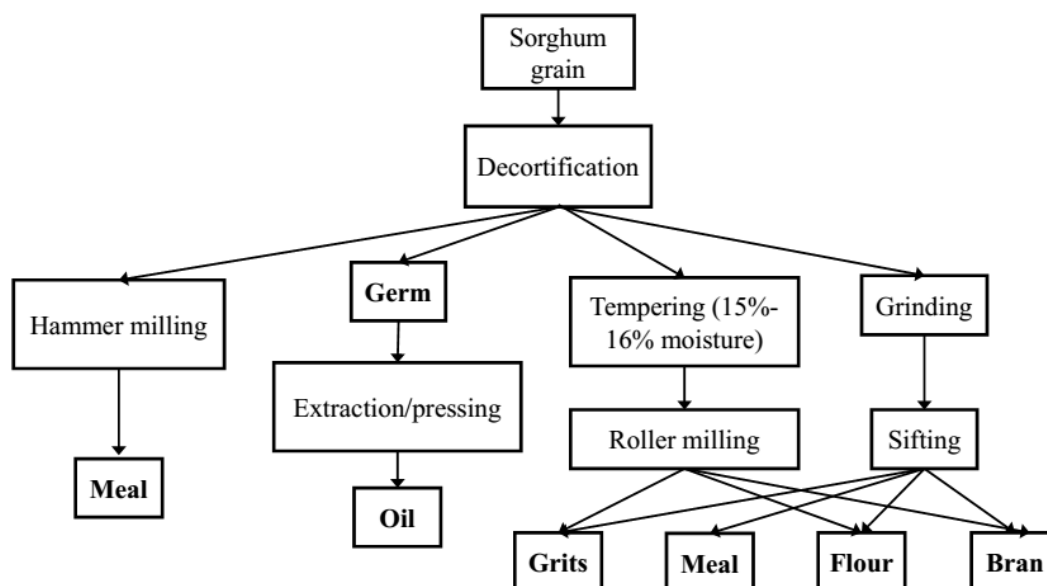 Sorghum
grain
Decortification
Hammer milling
Germ
Tempering (15%-
16% moisture)
Grinding
Extraction/pressing
Roller milling
Sifting
Meal
Oil
Grits
Meal
Flour
Bran